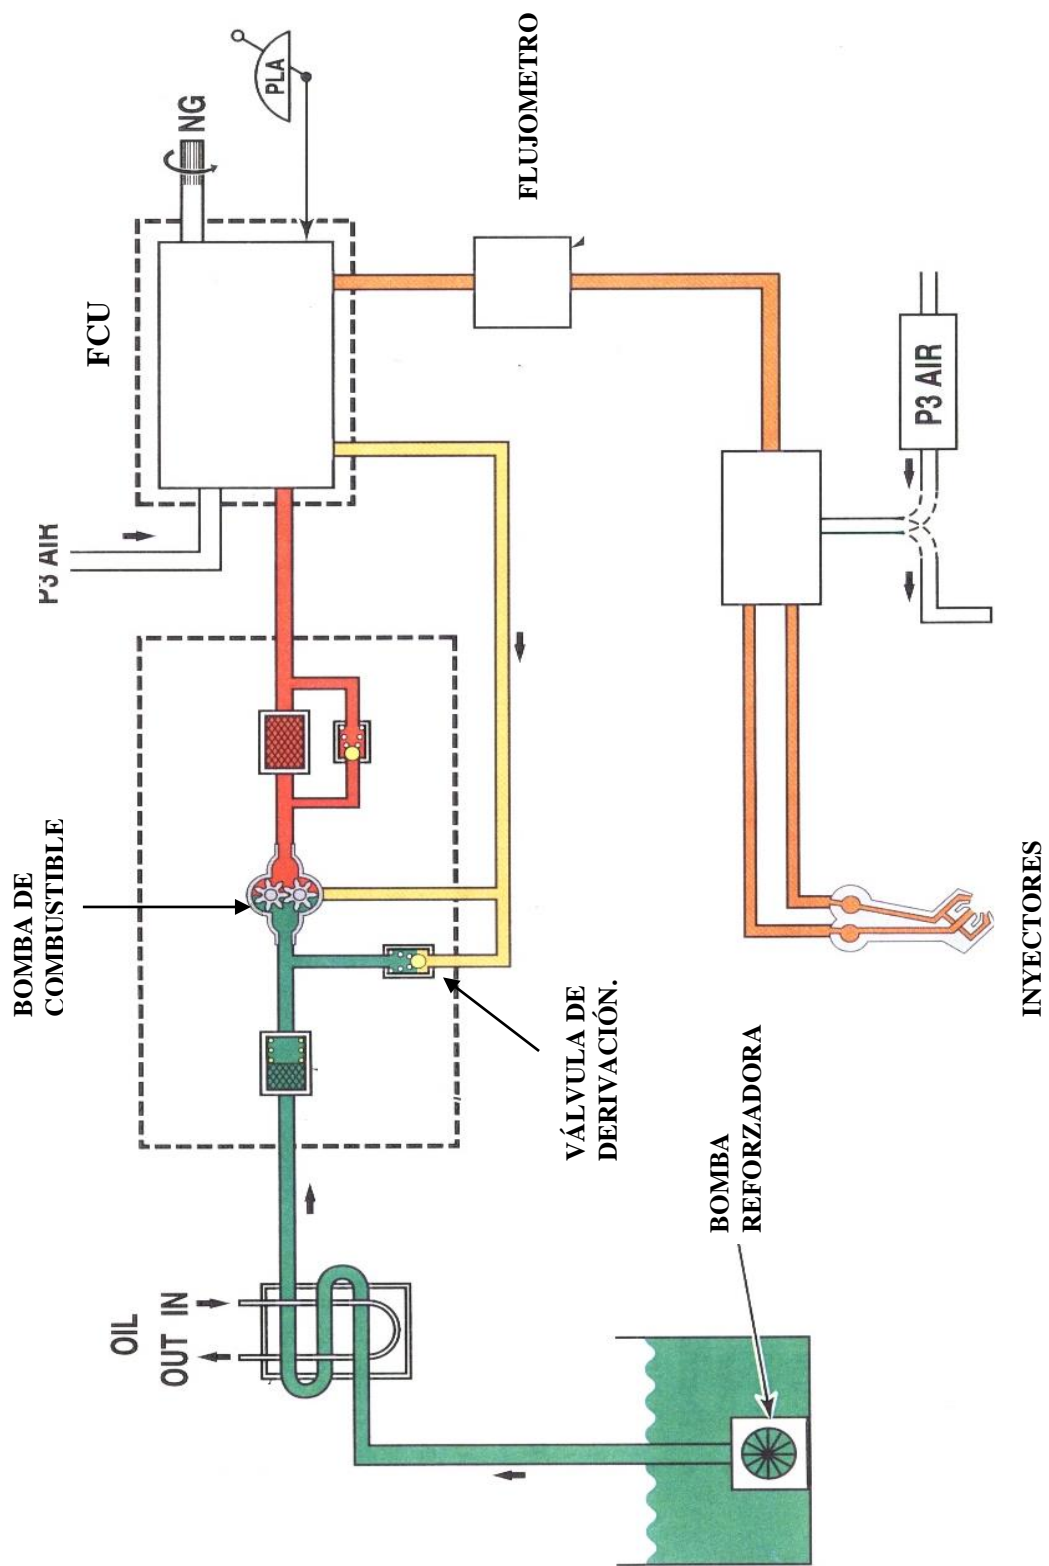 BOMBA DE
COMBUSTIBLE
P3 AIR
FCU
NG
PLA
OIL
OUT IN
FLUJOMETRO
VÁLVULA DE
DERIVACIÓN.
P3 AIR
BOMBA
REFORZADORA
INYECTORES